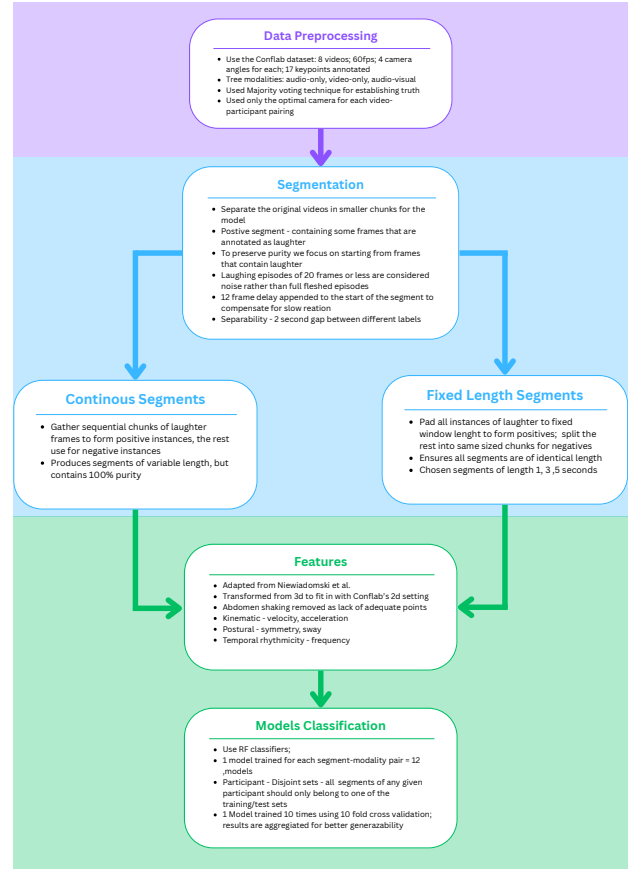 Data Preprocessing
Use the Conflab dataset: 8 videos; 60fps; 4 camera
angles for each; 17 keypoints annotated
Tree modalities: audio-only, video-only, audio-visual
Used Majority voting technique for establishing truth
Used only the optimal camera for each video-
participant pairing
Segmentation
Separate the original videos in smaller chunks for the
model
Postive segment - containing some frames that are
annotated as laughter
To preserve purity we focus on starting from frames
that contain laughter
Laughing episodes of 20 frames or less are considered
noise rather than full fleshed episodes
12 frame delay appended to the start of the segment to
compensate for slow reation
Separability - 2 second gap between different labels
Continous Segments
Gather sequential chunks of laughter
frames to form positive instances, the rest
use for negative instances
Produces segments of variable length, but
contains 100% purity
Fixed Length Segments
Pad all instances of laughter to fixed
window lenght to form positives; split the
rest into same sized chunks for negatives
Ensures all segments are of identical length
Chosen segments of length 1, 3 ,5 seconds
Features
Adapted from Niewiadomski et al.
Transformed from 3d to fit in with Conflab's 2d setting
Abdomen shaking removed as lack of adequate points
Kinematic - velocity, acceleration
Postural - symmetry, sway
Temporal rhythmicity - frequency
Models Classification
Use RF classifiers;
1 model trained for each segment-modality pair = 12
,models
Participant - Disjoint sets - all segments of any given
participant should only belong to one of the
training/test sets
1 Model trained 10 times using 10 fold cross validation;
results are aggregiated for better generazability